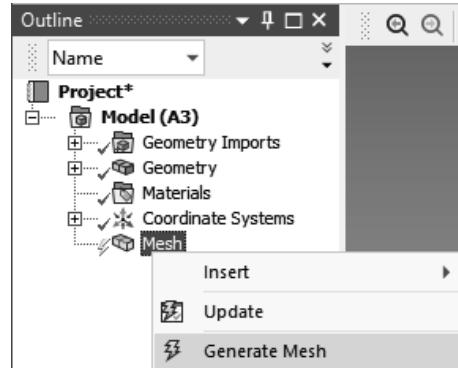 Outline
Name
Project*
Model (A3)
Geometry Imports
Geometry
Materials
Coordinate Systems
Mesh
Insert
Update
Generate Mesh